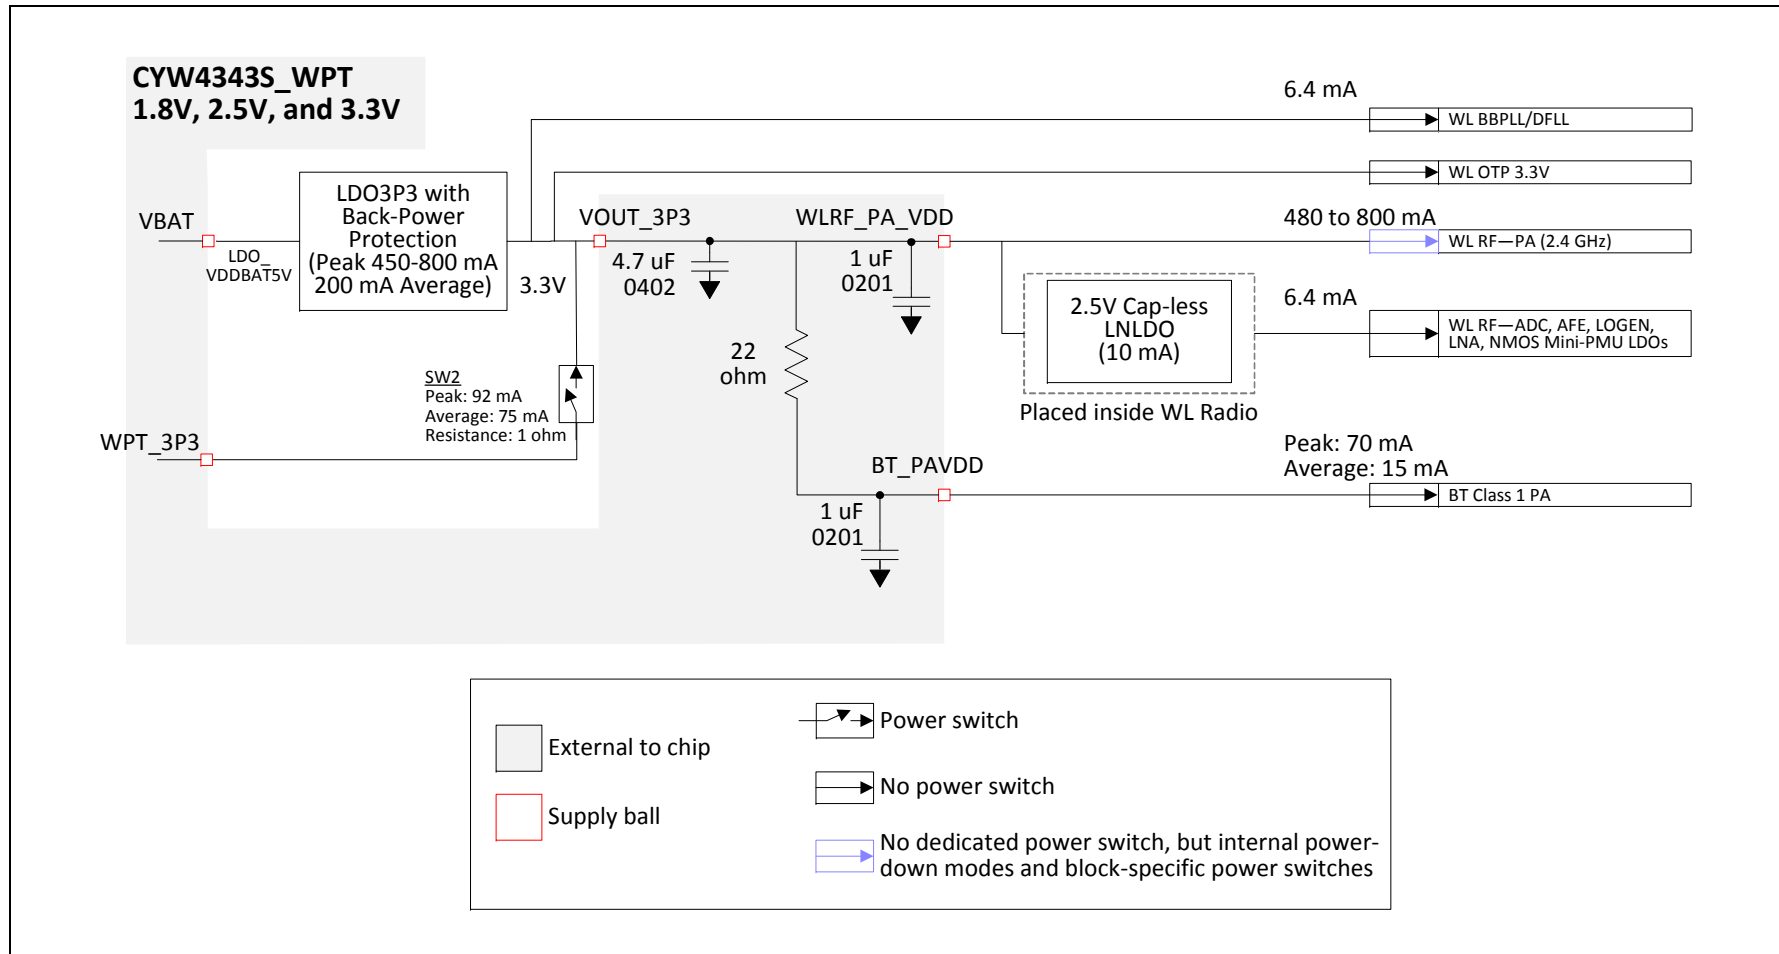 CYW4343S_WPT
1.8V, 2.5V, and 3.3V
6.4 mA
WL BBPLL/DFLL
WL OTP 3.3V
VBAT
LDO_
VDDBAT5V
LDO3P3 with
Back-Power
Protection
(Peak 450-800 mA
200 mA Average)
3.3V
VOUT_3P3
4.7 uF
0402
WLRF_PA_VDD
1 uF
0201
480 to 800 mA
WL RF—PA (2.4 GHz)
2.5V Cap-less
LNLDO
(10 mA)
Placed inside WL Radio
6.4 mA
WL RF—ADC, AFE, LOGEN,
LNA, NMOS Mini-PMU LDOs
22
ohm
SW2
Peak: 92 mA
Average: 75 mA
Resistance: 1 ohm
WPT_3P3
BT_PAVDD
1 uF
0201
Peak: 70 mA
Average: 15 mA
BT Class 1 PA
External to chip
Supply ball
Power switch
No power switch
No dedicated power switch, but internal power-
down modes and block-specific power switches